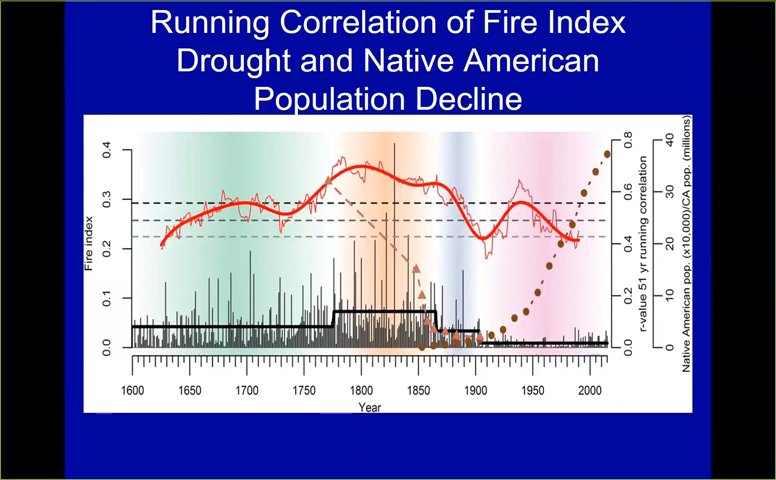 Running Correlation of Fire Index
Drought and Native American
Population Decline
0.4
0.3
0.2
0.1
0.0
Fire index
0.8
0.6
0.4
0.2
0.0
r-value 51 yr running correlation
40
30
20
10
0
Native American pop. (x10,000)/CA pop. (millions)
1600 1650 1700 1750 1800 1850 1900 1950 2000
Year